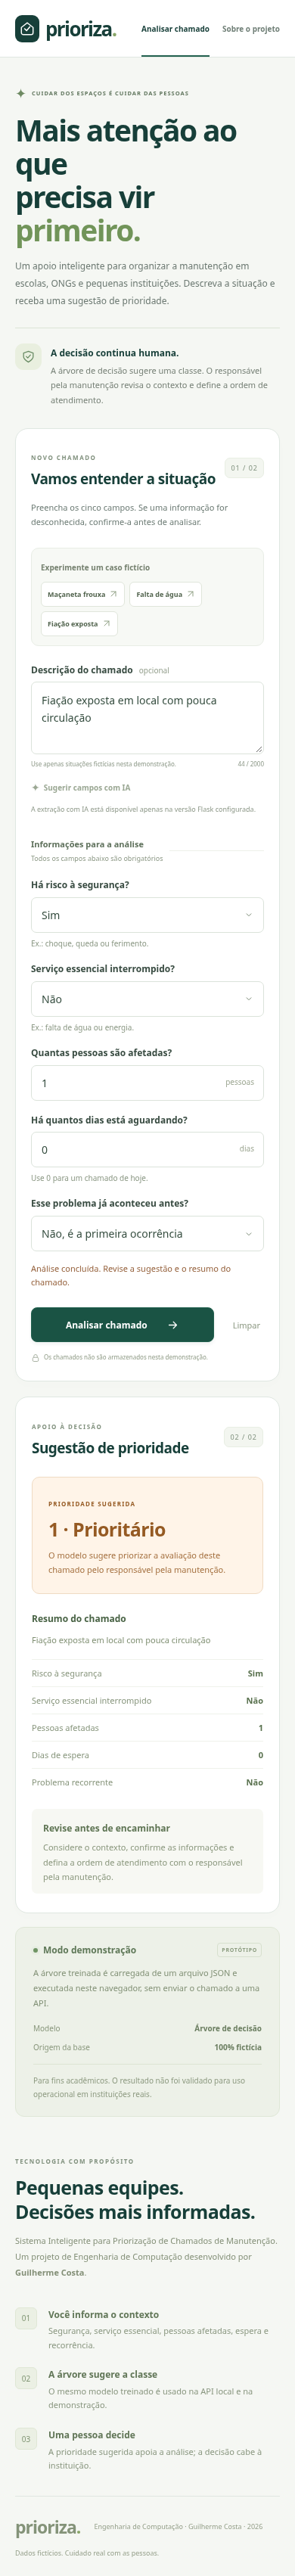 prioriza.
Analisar chamado
Sobre o projeto
CUIDAR DOS ESPAÇOS É CUIDAR DAS PESSOAS
Mais atenção ao
que
precisa vir
primeiro.
Um apoio inteligente para organizar a manutenção em
escolas, ONGs e pequenas instituições. Descreva a situação e
receba uma sugestão de prioridade.
A decisão continua humana.
A árvore de decisão sugere uma classe. O responsável
pela manutenção revisa o contexto e define a ordem de
atendimento.
NOVO CHAMADO
Vamos entender a situação
01 / 02
Preencha os cinco campos. Se uma informação for
desconhecida, confirme-a antes de analisar.
Experimente um caso fictício
Maçaneta frouxa
Falta de água
Fiação exposta
Descrição do chamado opcional
Fiação exposta em local com pouca
circulação
Use apenas situações fictícias nesta demonstração.
44 / 2000
Sugerir campos com IA
A extração com IA está disponível apenas na versão Flask configurada.
Informações para a análise
Todos os campos abaixo são obrigatórios
Há risco à segurança?
Sim
Ex.: choque, queda ou ferimento.
Serviço essencial interrompido?
Não
Ex.: falta de água ou energia.
Quantas pessoas são afetadas?
1
pessoas
Há quantos dias está aguardando?
0
dias
Use 0 para um chamado de hoje.
Esse problema já aconteceu antes?
Não, é a primeira ocorrência
Análise concluída. Revise a sugestão e o resumo do
chamado.
Analisar chamado
Limpar
Os chamados não são armazenados nesta demonstração.
APOIO À DECISÃO
Sugestão de prioridade
02 / 02
PRIORIDADE SUGERIDA
1 · Prioritário
O modelo sugere priorizar a avaliação deste
chamado pelo responsável pela manutenção.
Resumo do chamado
Fiação exposta em local com pouca circulação
Risco à segurança Sim
Serviço essencial interrompido Não
Pessoas afetadas 1
Dias de espera 0
Problema recorrente Não
Revise antes de encaminhar
Considere o contexto, confirme as informações e
defina a ordem de atendimento com o responsável
pela manutenção.
Modo demonstração
PROTÓTIPO
A árvore treinada é carregada de um arquivo JSON e
executada neste navegador, sem enviar o chamado a uma
API.
Modelo Árvore de decisão
Origem da base 100% fictícia
Para fins acadêmicos. O resultado não foi validado para uso
operacional em instituições reais.
TECNOLOGIA COM PROPÓSITO
Pequenas equipes.
Decisões mais informadas.
Sistema Inteligente para Priorização de Chamados de Manutenção.
Um projeto de Engenharia de Computação desenvolvido por
Guilherme Costa.
01
Você informa o contexto
Segurança, serviço essencial, pessoas afetadas, espera e
recorrência.
02
A árvore sugere a classe
O mesmo modelo treinado é usado na API local e na
demonstração.
03
Uma pessoa decide
A prioridade sugerida apoia a análise; a decisão cabe à
instituição.
prioriza.
Engenharia de Computação · Guilherme Costa · 2026
Dados fictícios. Cuidado real com as pessoas.